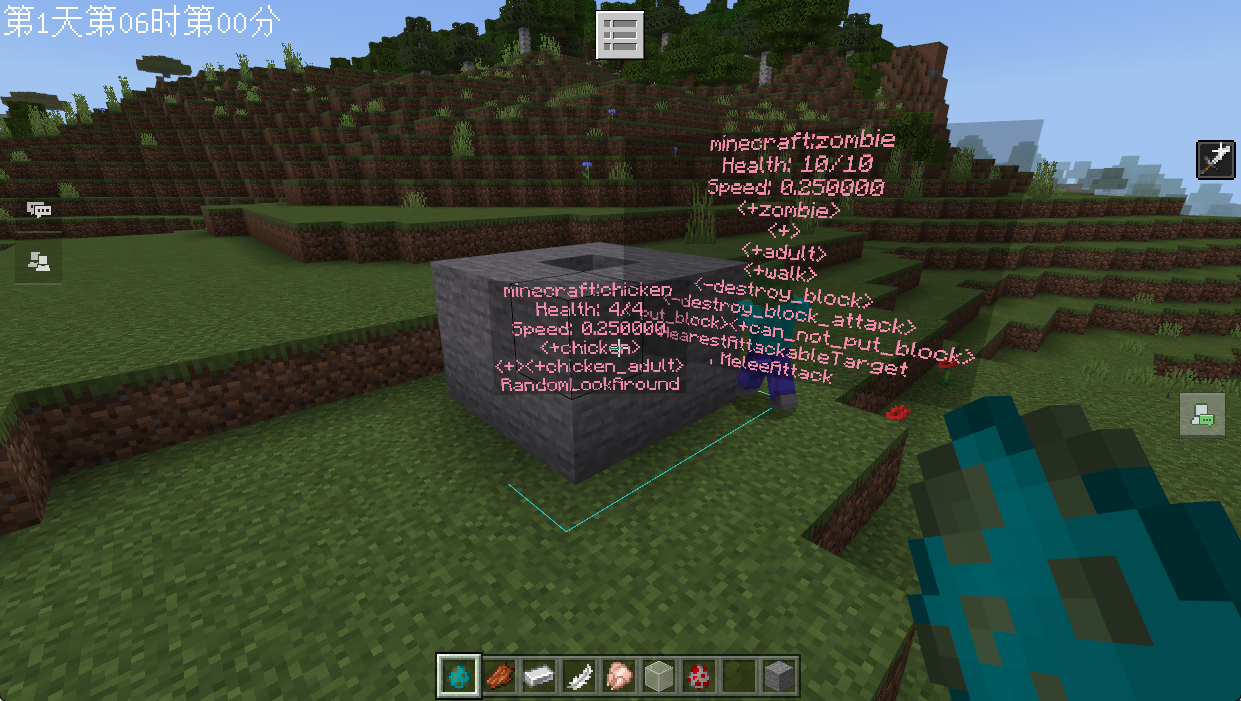 第1天第06时第00分
minecraft:zombie
Health: 10/10
Speed: 0.250000
<+zombie>
<+>
<+adult>
<+walk>
<-destroy_block>
<-destroy_block_attack>
put_block><+can_not_put_block>
NearestAttackableTarget
MeleeAttack
minecraft:chicken
Health: 4/4
Speed: 0.250000
<+chicken>
<+><+chicken_adult>
RandomLookAround